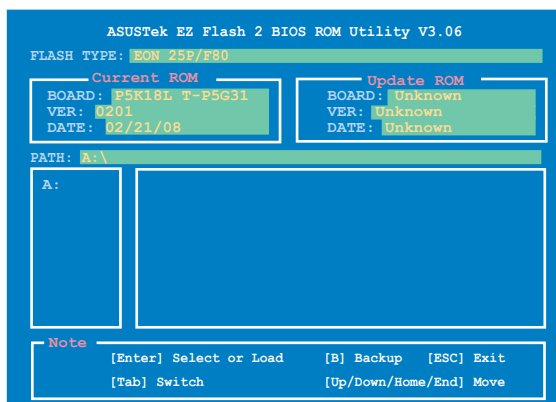 ASUSTek EZ Flash 2 BIOS ROM Utility V3.06
FLASH TYPE: EON 25P/F80
Current ROM
BOARD: P5K18L T-P5G31
VER: 0201
DATE: 02/21/08
Update ROM
BOARD: Unknown
VER: Unknown
DATE: Unknown
PATH: A:\
A:
Note
[Enter] Select or Load [B] Backup [ESC] Exit
[Tab] Switch [Up/Down/Home/End] Move